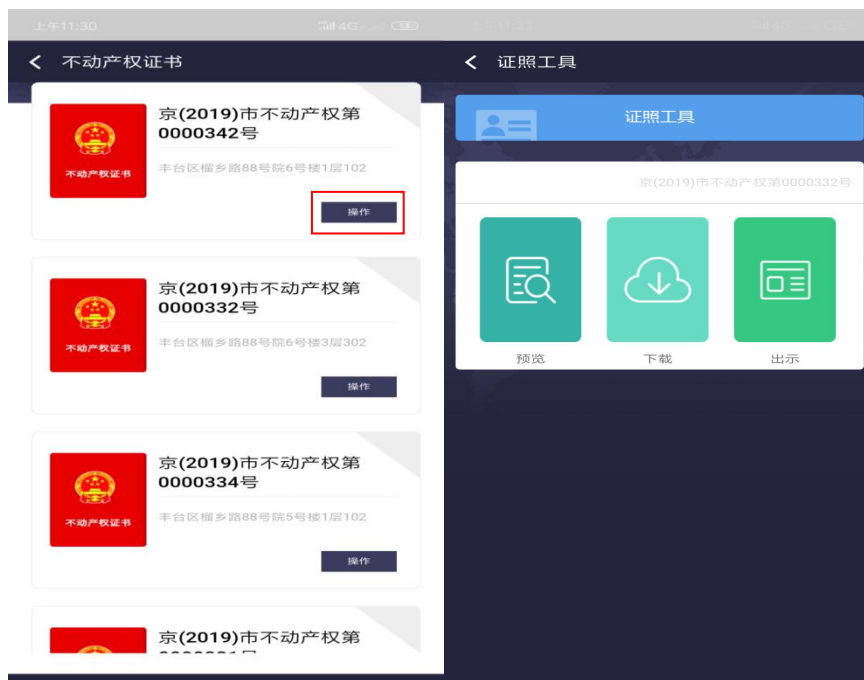 上午11:30
4G
不动产权证书
京(2019)市不动产权第
0000342号
不动产权证书
丰台区榴乡路88号院6号楼1层102
操作
京(2019)市不动产权第
0000332号
不动产权证书
丰台区榴乡路88号院6号楼3层302
操作
京(2019)市不动产权第
0000334号
不动产权证书
丰台区榴乡路88号院5号楼1层102
操作
京(2019)市不动产权第
证照工具
证照工具
京(2019)市不动产权第0000332号
预览
下载
出示